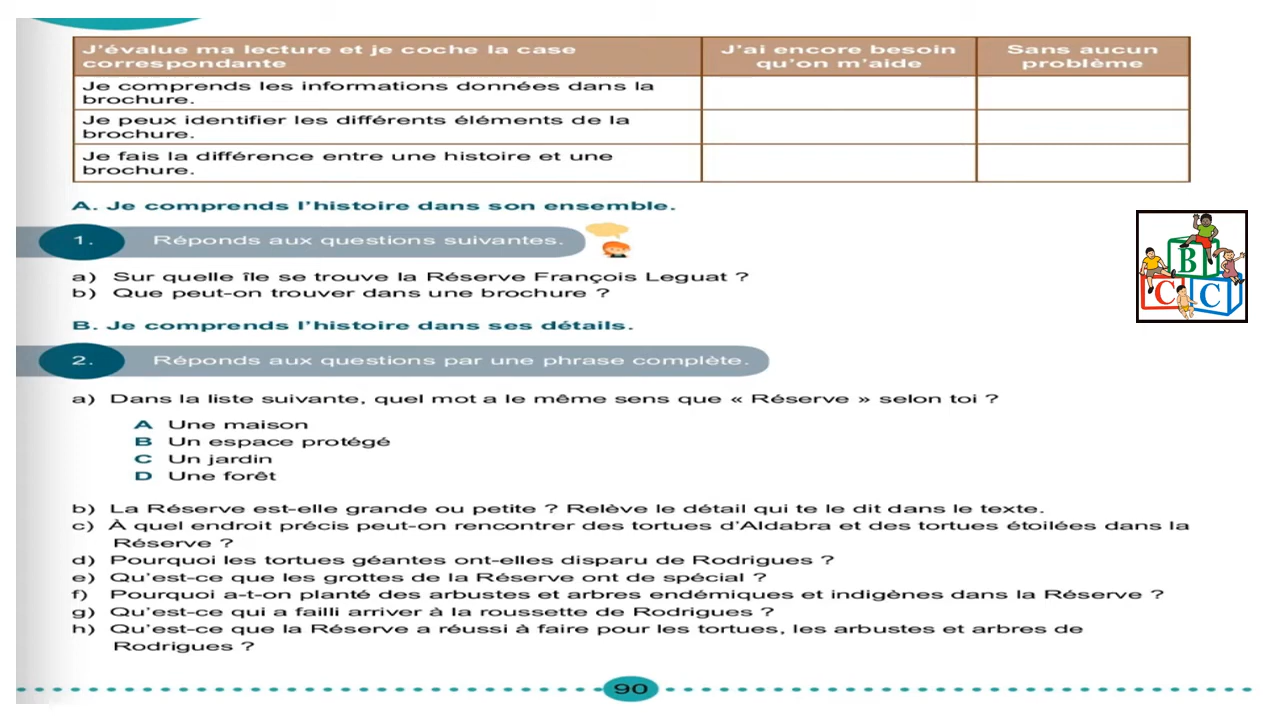 J'évalue ma lecture et je coche la case
correspondante
J'ai encore besoin
qu'on m'aide
Sans aucun
problème
Je comprends les informations données dans la
brochure.
Je peux identifier les différents éléments de la
brochure.
Je fais la différence entre une histoire et une
brochure.
A. Je comprends l'histoire dans son ensemble.
1. Réponds aux questions suivantes.
a) Sur quelle île se trouve la Réserve François Leguat ?
b) Que peut-on trouver dans une brochure ?
B
C C
B. Je comprends l'histoire dans ses détails.
2. Réponds aux questions par une phrase complète.
a) Dans la liste suivante, quel mot a le même sens que « Réserve » selon toi ?
A Une maison
B Un espace protégé
C Un jardin
D Une forêt
b) La Réserve est-elle grande ou petite ? Relève le détail qui te le dit dans le texte.
c) À quel endroit précis peut-on rencontrer des tortues d'Aldabra et des tortues étoilées dans la
Réserve ?
d) Pourquoi les tortues géantes ont-elles disparu de Rodrigues ?
e) Qu'est-ce que les grottes de la Réserve ont de spécial ?
f) Pourquoi a-t-on planté des arbustes et arbres endémiques et indigènes dans la Réserve ?
g) Qu'est-ce qui a failli arriver à la roussette de Rodrigues ?
h) Qu'est-ce que la Réserve a réussi à faire pour les tortues, les arbustes et arbres de
Rodrigues ?
90